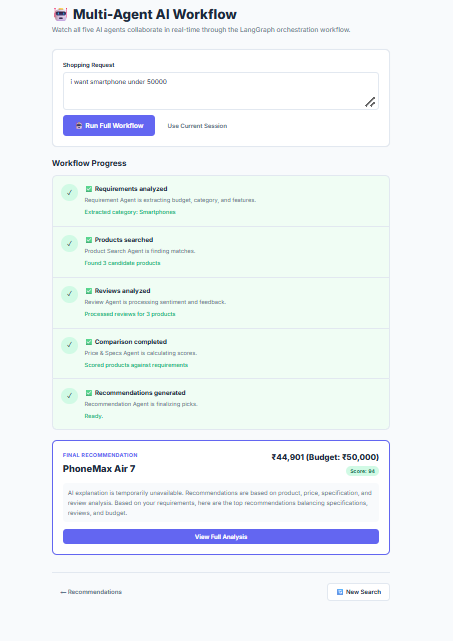 Multi-Agent AI Workflow
Watch all five AI agents collaborate in real-time through the LangGraph orchestration workflow.
Shopping Request
i want smartphone under 50000
Run Full Workflow
Use Current Session
Workflow Progress
✓ ✅ Requirements analyzed
Requirement Agent is extracting budget, category, and features.
Extracted category: Smartphones
✓ ✅ Products searched
Product Search Agent is finding matches.
Found 3 candidate products
✓ ✅ Reviews analyzed
Review Agent is processing sentiment and feedback.
Processed reviews for 3 products
✓ ✅ Comparison completed
Price & Specs Agent is calculating scores.
Scored products against requirements
✓ ✅ Recommendations generated
Recommendation Agent is finalizing picks.
Ready.
FINAL RECOMMENDATION
₹44,901 (Budget: ₹50,000)
PhoneMax Air 7
Score: 94
AI explanation is temporarily unavailable. Recommendations are based on product, price, specification, and
review analysis. Based on your requirements, here are the top recommendations balancing specifications,
reviews, and budget.
View Full Analysis
← Recommendations
New Search